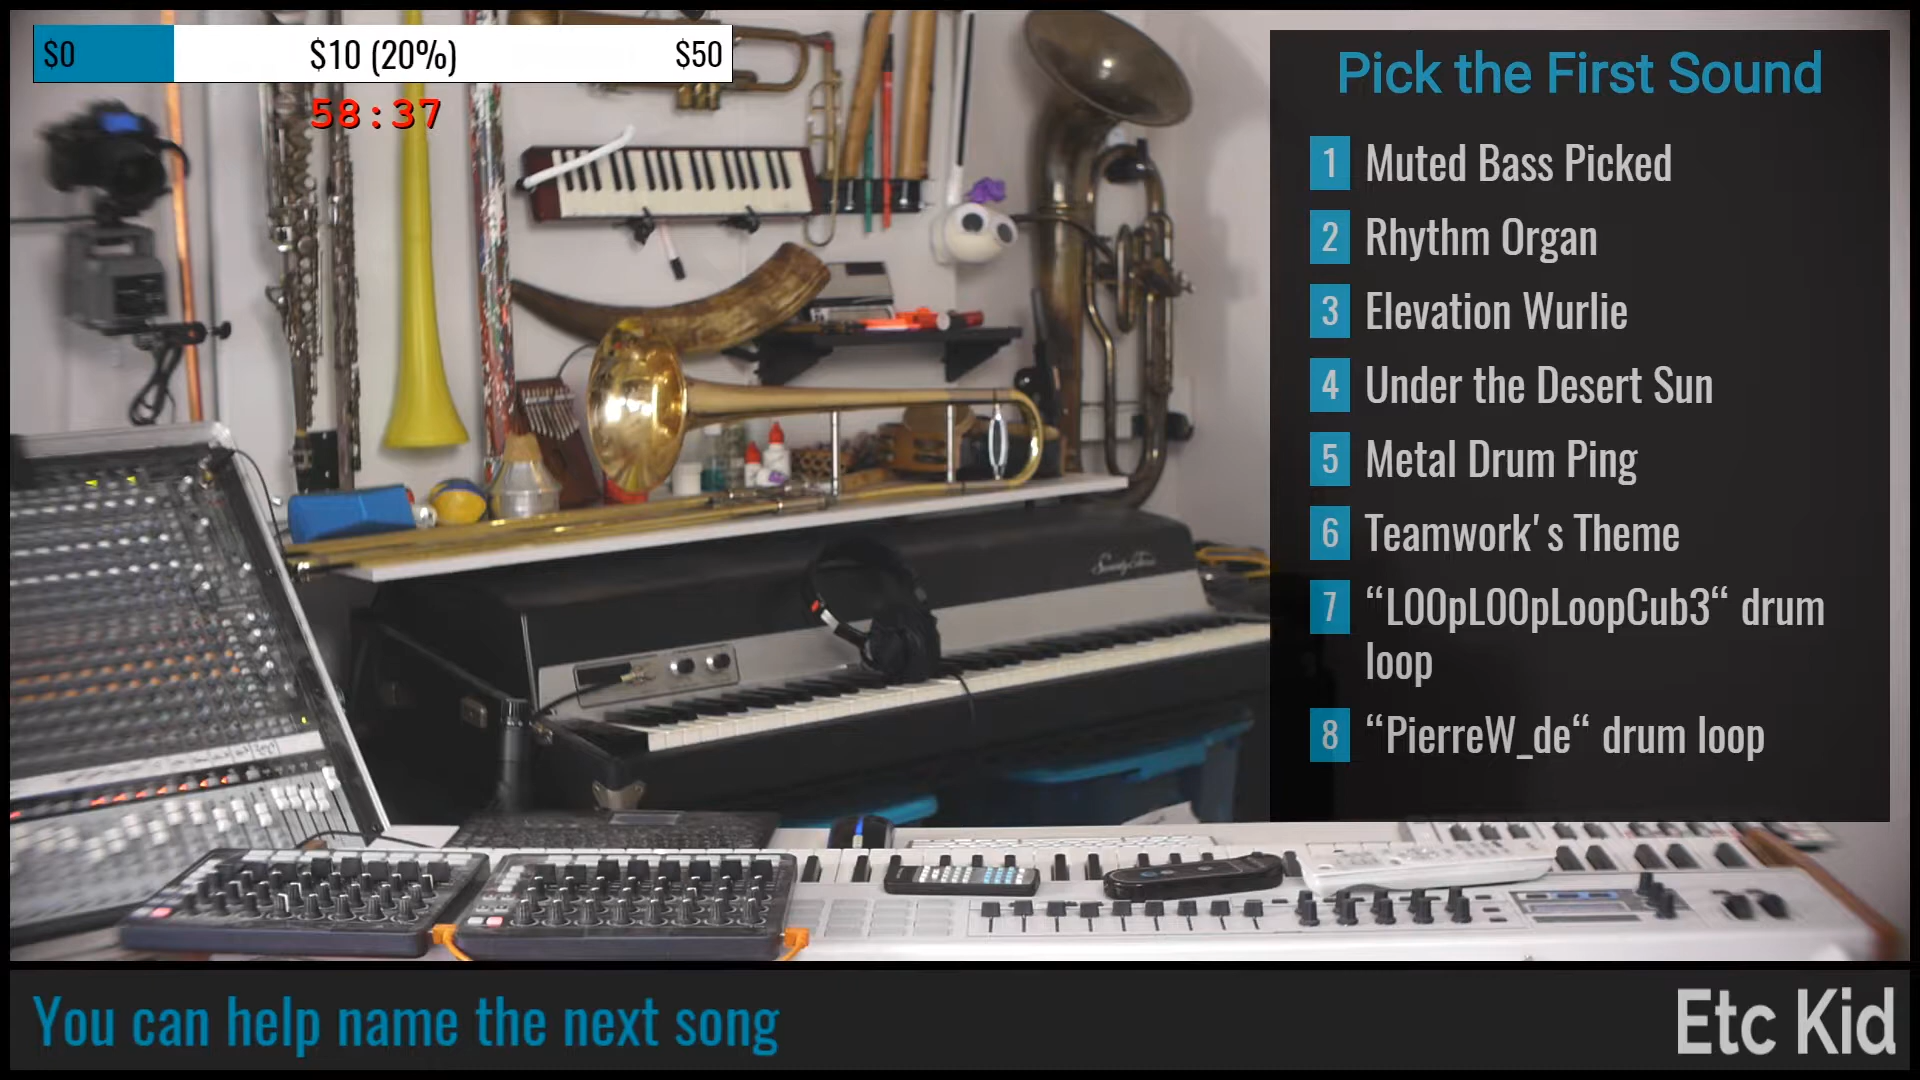 $0 $10 (20%) $50
58:37
Pick the First Sound
1 Muted Bass Picked
2 Rhythm Organ
3 Elevation Wurlie
4 Under the Desert Sun
5 Metal Drum Ping
6 Teamwork's Theme
7 “LOOpLOOpLoopCub3“ drum
loop
8 “PierreW_de“ drum loop
You can help name the next song
Etc Kid